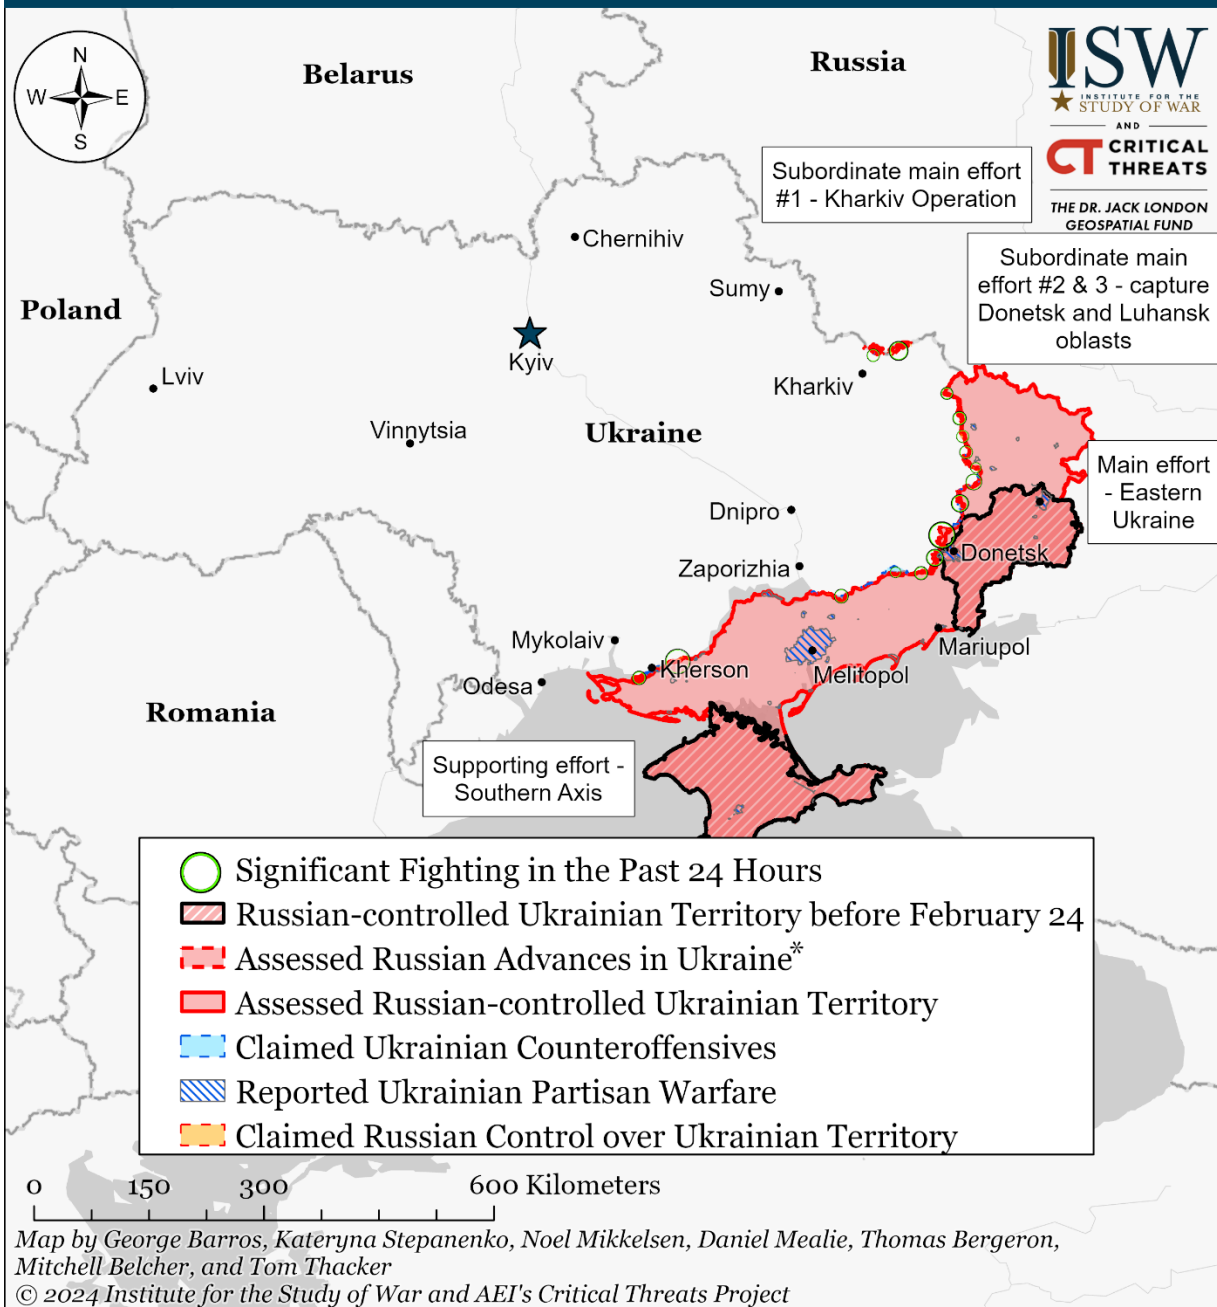 N
W
E
S
Belarus
Russia
ISW
INSTITUTE FOR THE
STUDY OF WAR
AND
CT CRITICAL
THREATS
THE DR. JACK LONDON
GEOSPATIAL FUND
Subordinate main effort
#1 - Kharkiv Operation
Subordinate main
effort #2 & 3 - capture
Donetsk and Luhansk
oblasts
Chernihiv
Sumy
Poland
Kyiv
Lviv
Kharkiv
Vinnytsia
Ukraine
Main effort
- Eastern
Ukraine
Dnipro
Donetsk
Zaporizhia
Mykolaiv
Mariupol
Kherson
Melitopol
Odesa
Romania
Supporting effort -
Southern Axis
Significant Fighting in the Past 24 Hours
Russian-controlled Ukrainian Territory before February 24
Assessed Russian Advances in Ukraine*
Assessed Russian-controlled Ukrainian Territory
Claimed Ukrainian Counteroffensives
Reported Ukrainian Partisan Warfare
Claimed Russian Control over Ukrainian Territory
0 150 300 600 Kilometers
Map by George Barros, Kateryna Stepanenko, Noel Mikkelsen, Daniel Mealie, Thomas Bergeron,
Mitchell Belcher, and Tom Thacker
© 2024 Institute for the Study of War and AEI's Critical Threats Project